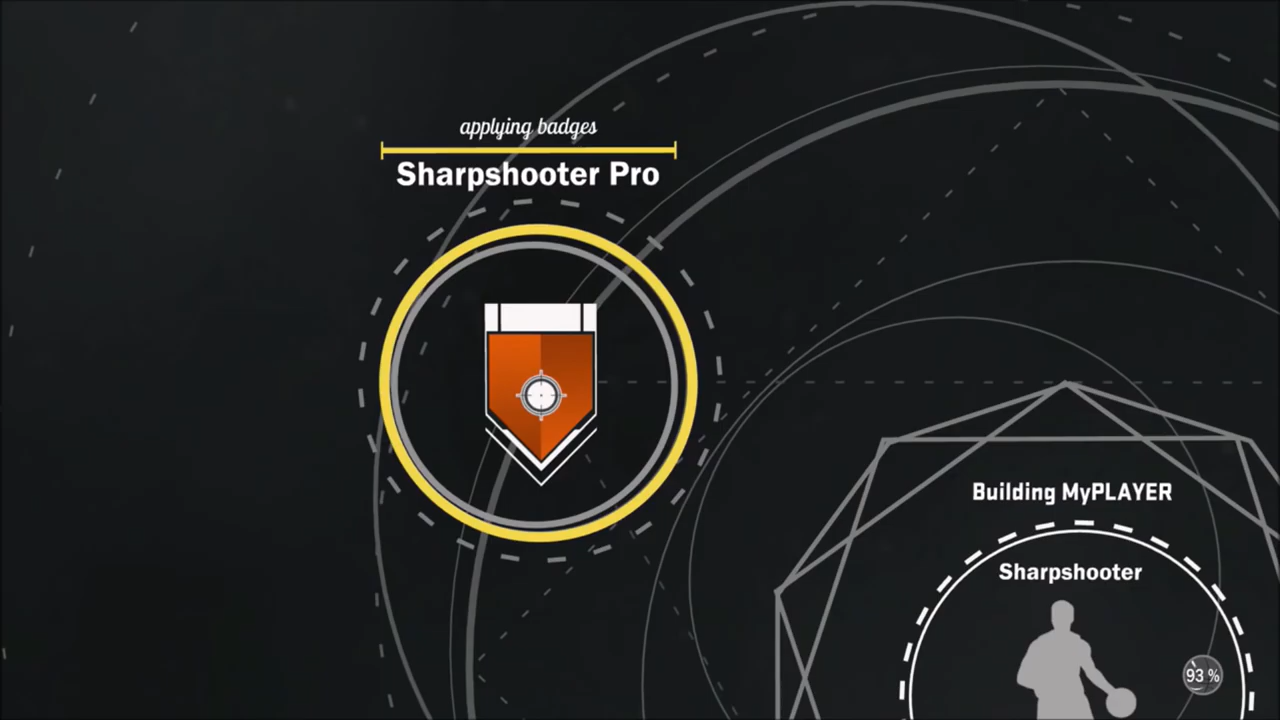 applying badges
Sharpshooter Pro
Building MyPLAYER
Sharpshooter
93 %